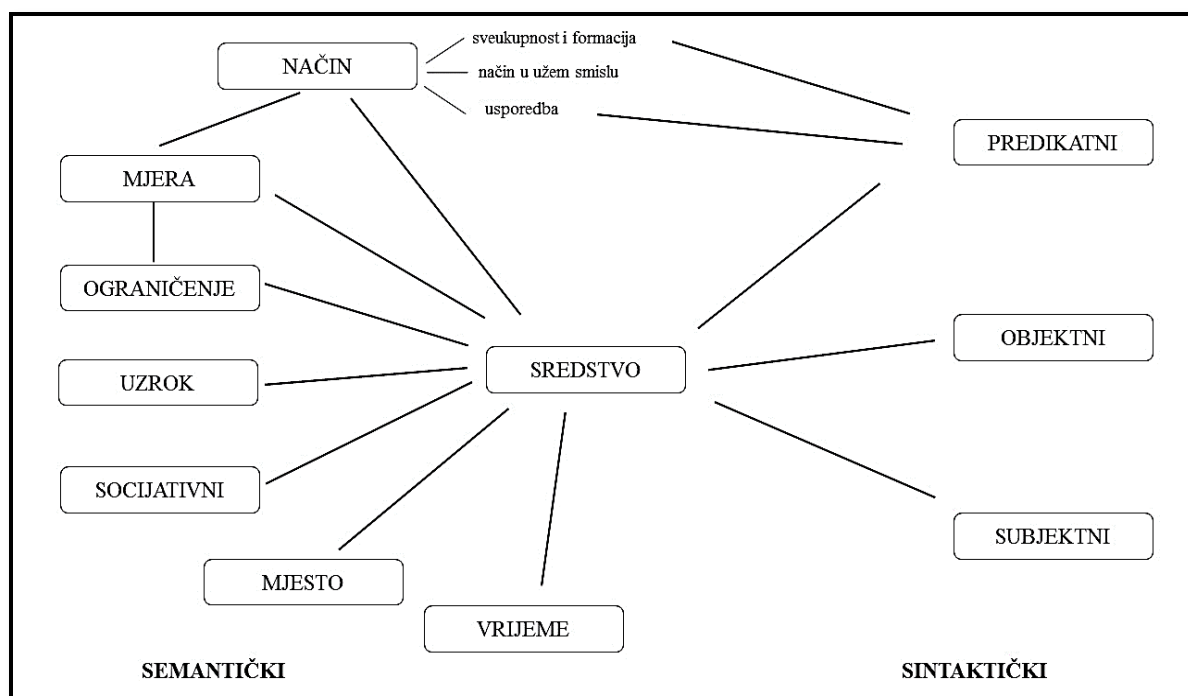 sveukupnost i formacija
NAČIN
način u užem smislu
usporedba
PREDIKATNI
MJERA
OGRANIČENJE
OBJEKTNI
UZROK
SREDSTVO
SOCIJATIVNI
SUBJEKTNI
MJESTO
VRIJEME
SEMANTIČKI
SINTAKTIČKI